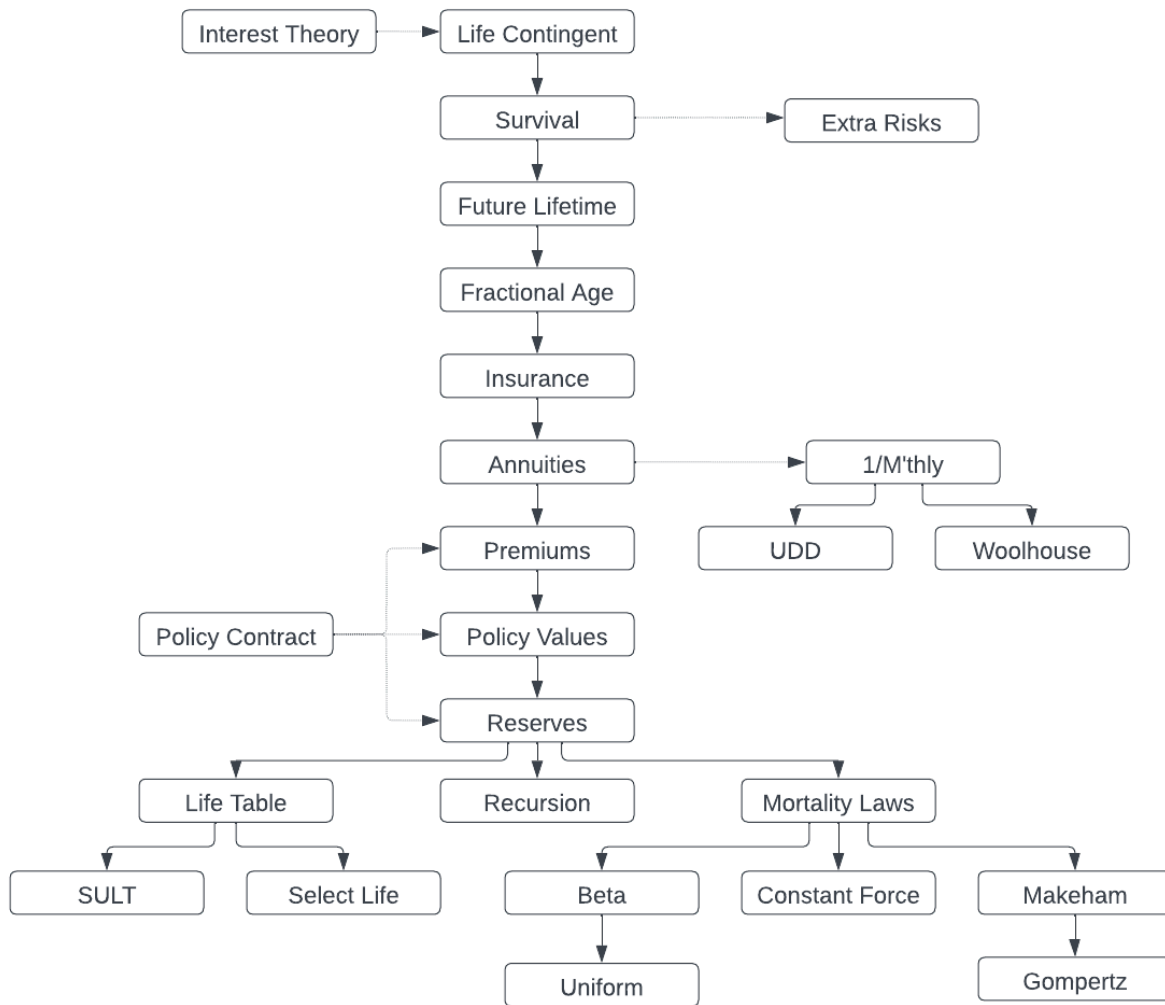 Interest Theory
Life Contingent
Survival
Extra Risks
Future Lifetime
Fractional Age
Insurance
Annuities
1/M'thly
Premiums
UDD
Woolhouse
Policy Contract
Policy Values
Reserves
Life Table
Recursion
Mortality Laws
SULT
Select Life
Beta
Constant Force
Makeham
Uniform
Gompertz